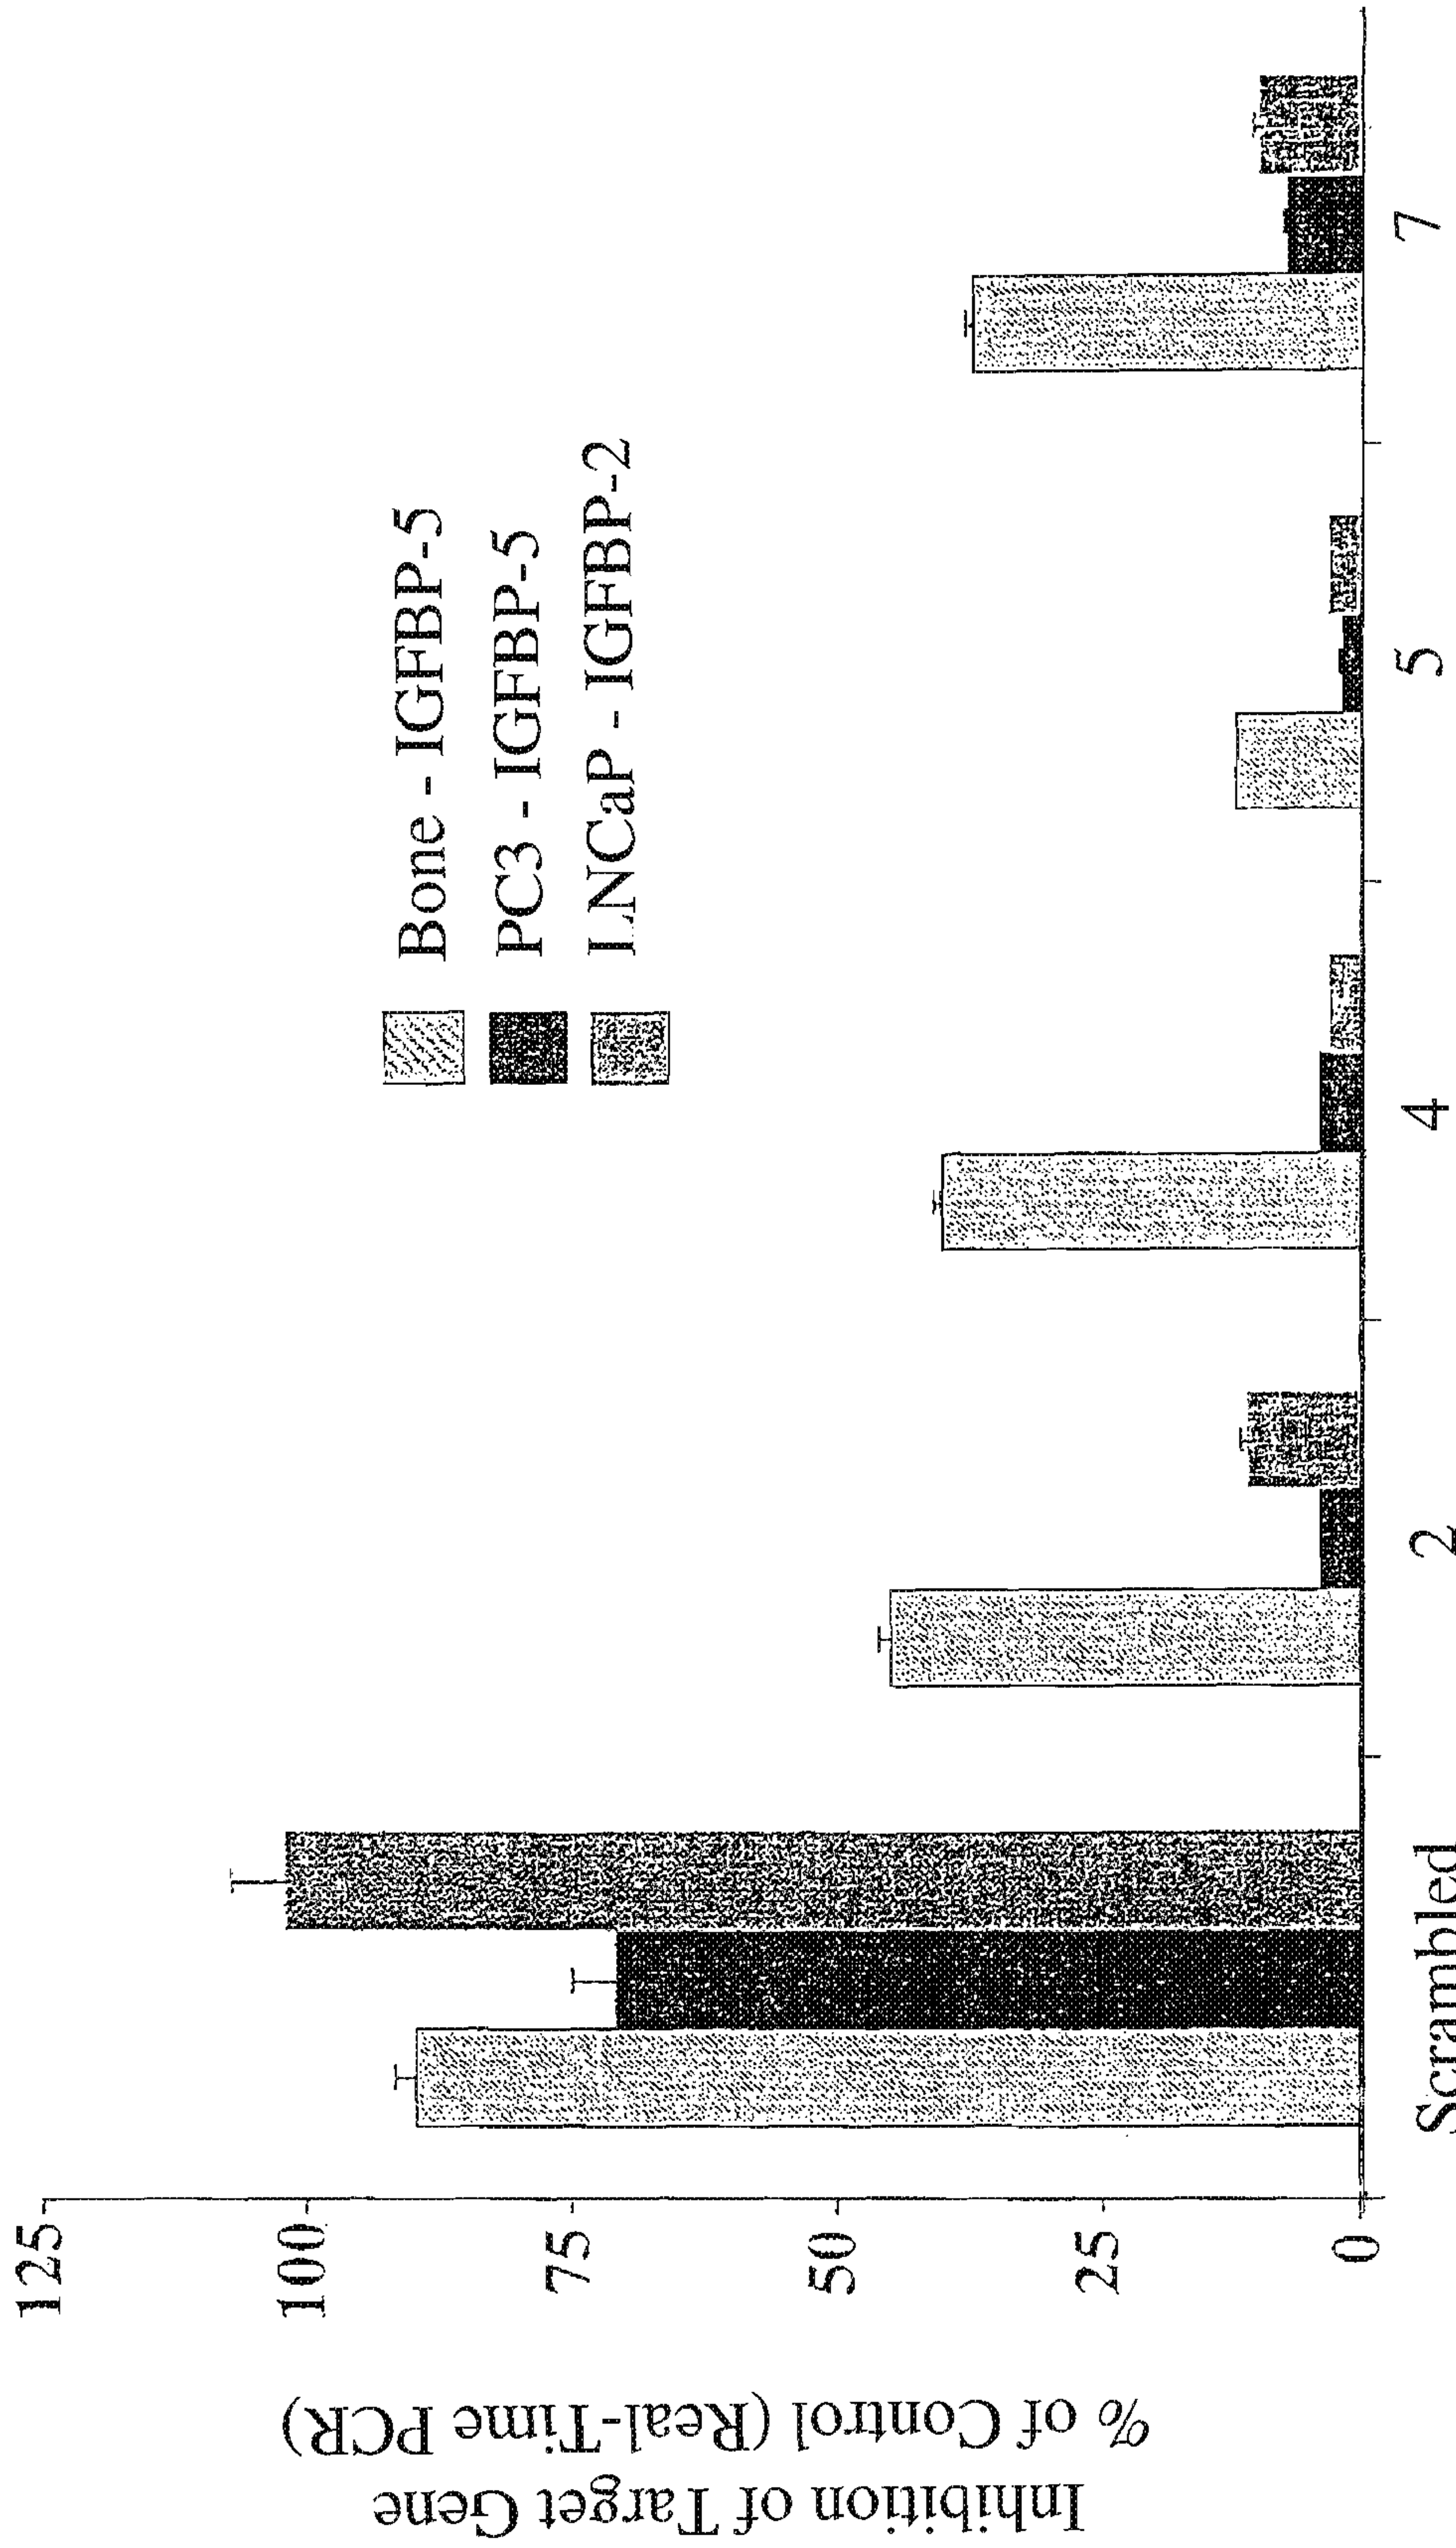 Inhibition of Target Gene
% of Control (Real-Time PCR)
125
100
75
50
25
0
Bone - IGFBP-5
PC3 - IGFBP-5
LNCaP - IGFBP-2
Scrambled
2
4
5
7